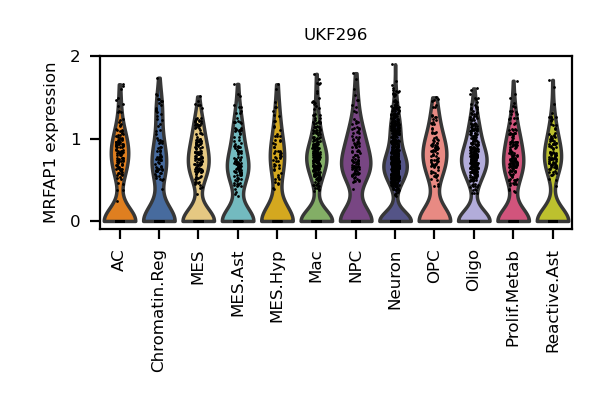 UKF296
MRFAP1 expression
2
1
0
AC
Chromatin.Reg
MES
MES.Ast
MES.Hyp
Mac
NPC
Neuron
OPC
Oligo
Prolif.Metab
Reactive.Ast